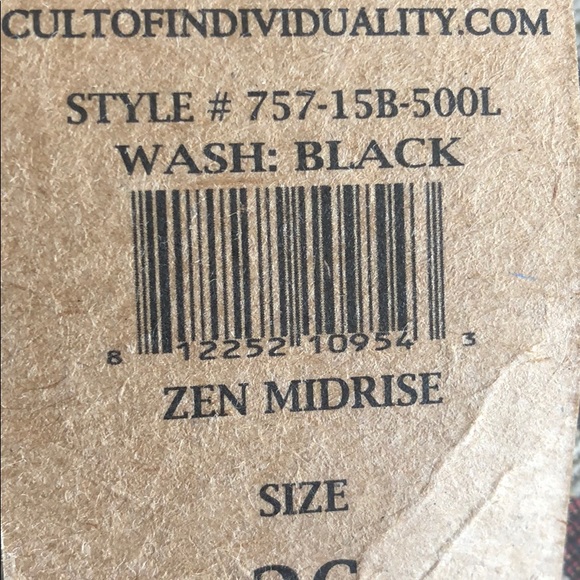 CULTOFINDIVIDUALITY.COM
STYLE # 757-15B-500L
WASH: BLACK
8 12252 10954 3
ZEN MIDRISE
SIZE